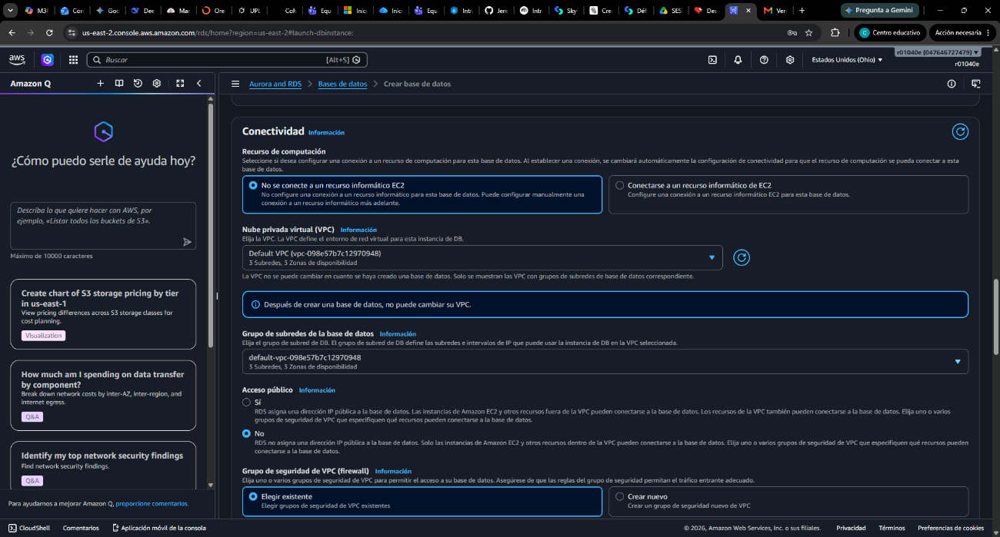 M3(
Cor
Goc
Dee
Mar
Ore
UPL
CoN
Equ
Inic
Inic
Equ
Intr
Jere
Intr
Sky
Cre
Défi
SES
Des
Veri
Pregunta a Gemini
us-east-2.console.aws.amazon.com/rds/home?region=us-east-2#launch-dbinstance:
Centro educativo
Acción necesaria
aws
Buscar
[Alt+S]
Estados Unidos (Ohio)
r01040e (047646727479)
r01040e
Amazon Q
Aurora and RDS
Bases de datos
Crear base de datos
¿Cómo puedo serle de ayuda hoy?
Describa lo que quiere hacer con AWS, por
ejemplo, «Listar todos los buckets de S3».
Máximo de 10000 caracteres
Create chart of S3 storage pricing by tier
in us-east-1
View pricing differences across S3 storage classes for
cost planning.
Visualization
How much am I spending on data transfer
by component?
Break down network costs by inter-AZ, inter-region, and
internet egress.
Q&A
Identify my top network security findings
Find network security findings.
Q&A
Para ayudarnos a mejorar Amazon Q, proporcione comentarios.
Conectividad Información
Recurso de computación
Seleccione si desea configurar una conexión a un recurso de computación para esta base de datos. Al establecer una conexión, se cambiará automáticamente la configuración de conectividad para que el recurso de computación se pueda conectar a esta
base de datos.
No se conecte a un recurso informático EC2
No configure una conexión a un recurso informático para esta base de datos. Puede configurar manualmente una
conexión a un recurso informático más adelante.
Conectarse a un recurso informático de EC2
Configure una conexión a un recurso informático EC2 para esta base de datos.
Nube privada virtual (VPC) Información
Elija la VPC. La VPC define el entorno de red virtual para esta instancia de DB.
Default VPC (vpc-098e57b7c12970948)
3 Subredes, 3 Zonas de disponibilidad
La VPC no se puede cambiar en cuanto se haya creado una base de datos. Solo se muestran las VPC con grupos de subredes de base de datos correspondiente.
Después de crear una base de datos, no puede cambiar su VPC.
Grupo de subredes de la base de datos Información
Elija el grupo de subred de DB. El grupo de subred de DB define las subredes e intervalos de IP que puede usar la instancia de DB en la VPC seleccionada.
default-vpc-098e57b7c12970948
3 Subredes, 3 Zonas de disponibilidad
Acceso público Información
Sí
RDS asigna una dirección IP pública a la base de datos. Las instancias de Amazon EC2 y otros recursos fuera de la VPC pueden conectarse a la base de datos. Los recursos de la VPC también pueden conectarse a la base de datos. Elija uno o varios
grupos de seguridad de VPC que especifiquen qué recursos pueden conectarse a la base de datos.
No
RDS no asigna una dirección IP pública a la base de datos. Solo las instancias de Amazon EC2 y otros recursos dentro de la VPC pueden conectarse a la base de datos. Elija uno o varios grupos de seguridad de VPC que especifiquen qué recursos pueden
conectarse a la base de datos.
Grupo de seguridad de VPC (firewall) Información
Elija uno o varios grupos de seguridad de VPC para permitir el acceso a su base de datos. Asegúrese de que las reglas del grupo de seguridad permitan el tráfico entrante adecuado.
Elegir existente
Elegir grupos de seguridad de VPC existentes
Crear nuevo
Crear un grupo de seguridad nuevo de VPC
CloudShell
Comentarios
Aplicación móvil de la consola
© 2026, Amazon Web Services, Inc. o sus filiales.
Privacidad
Términos
Preferencias de cookies